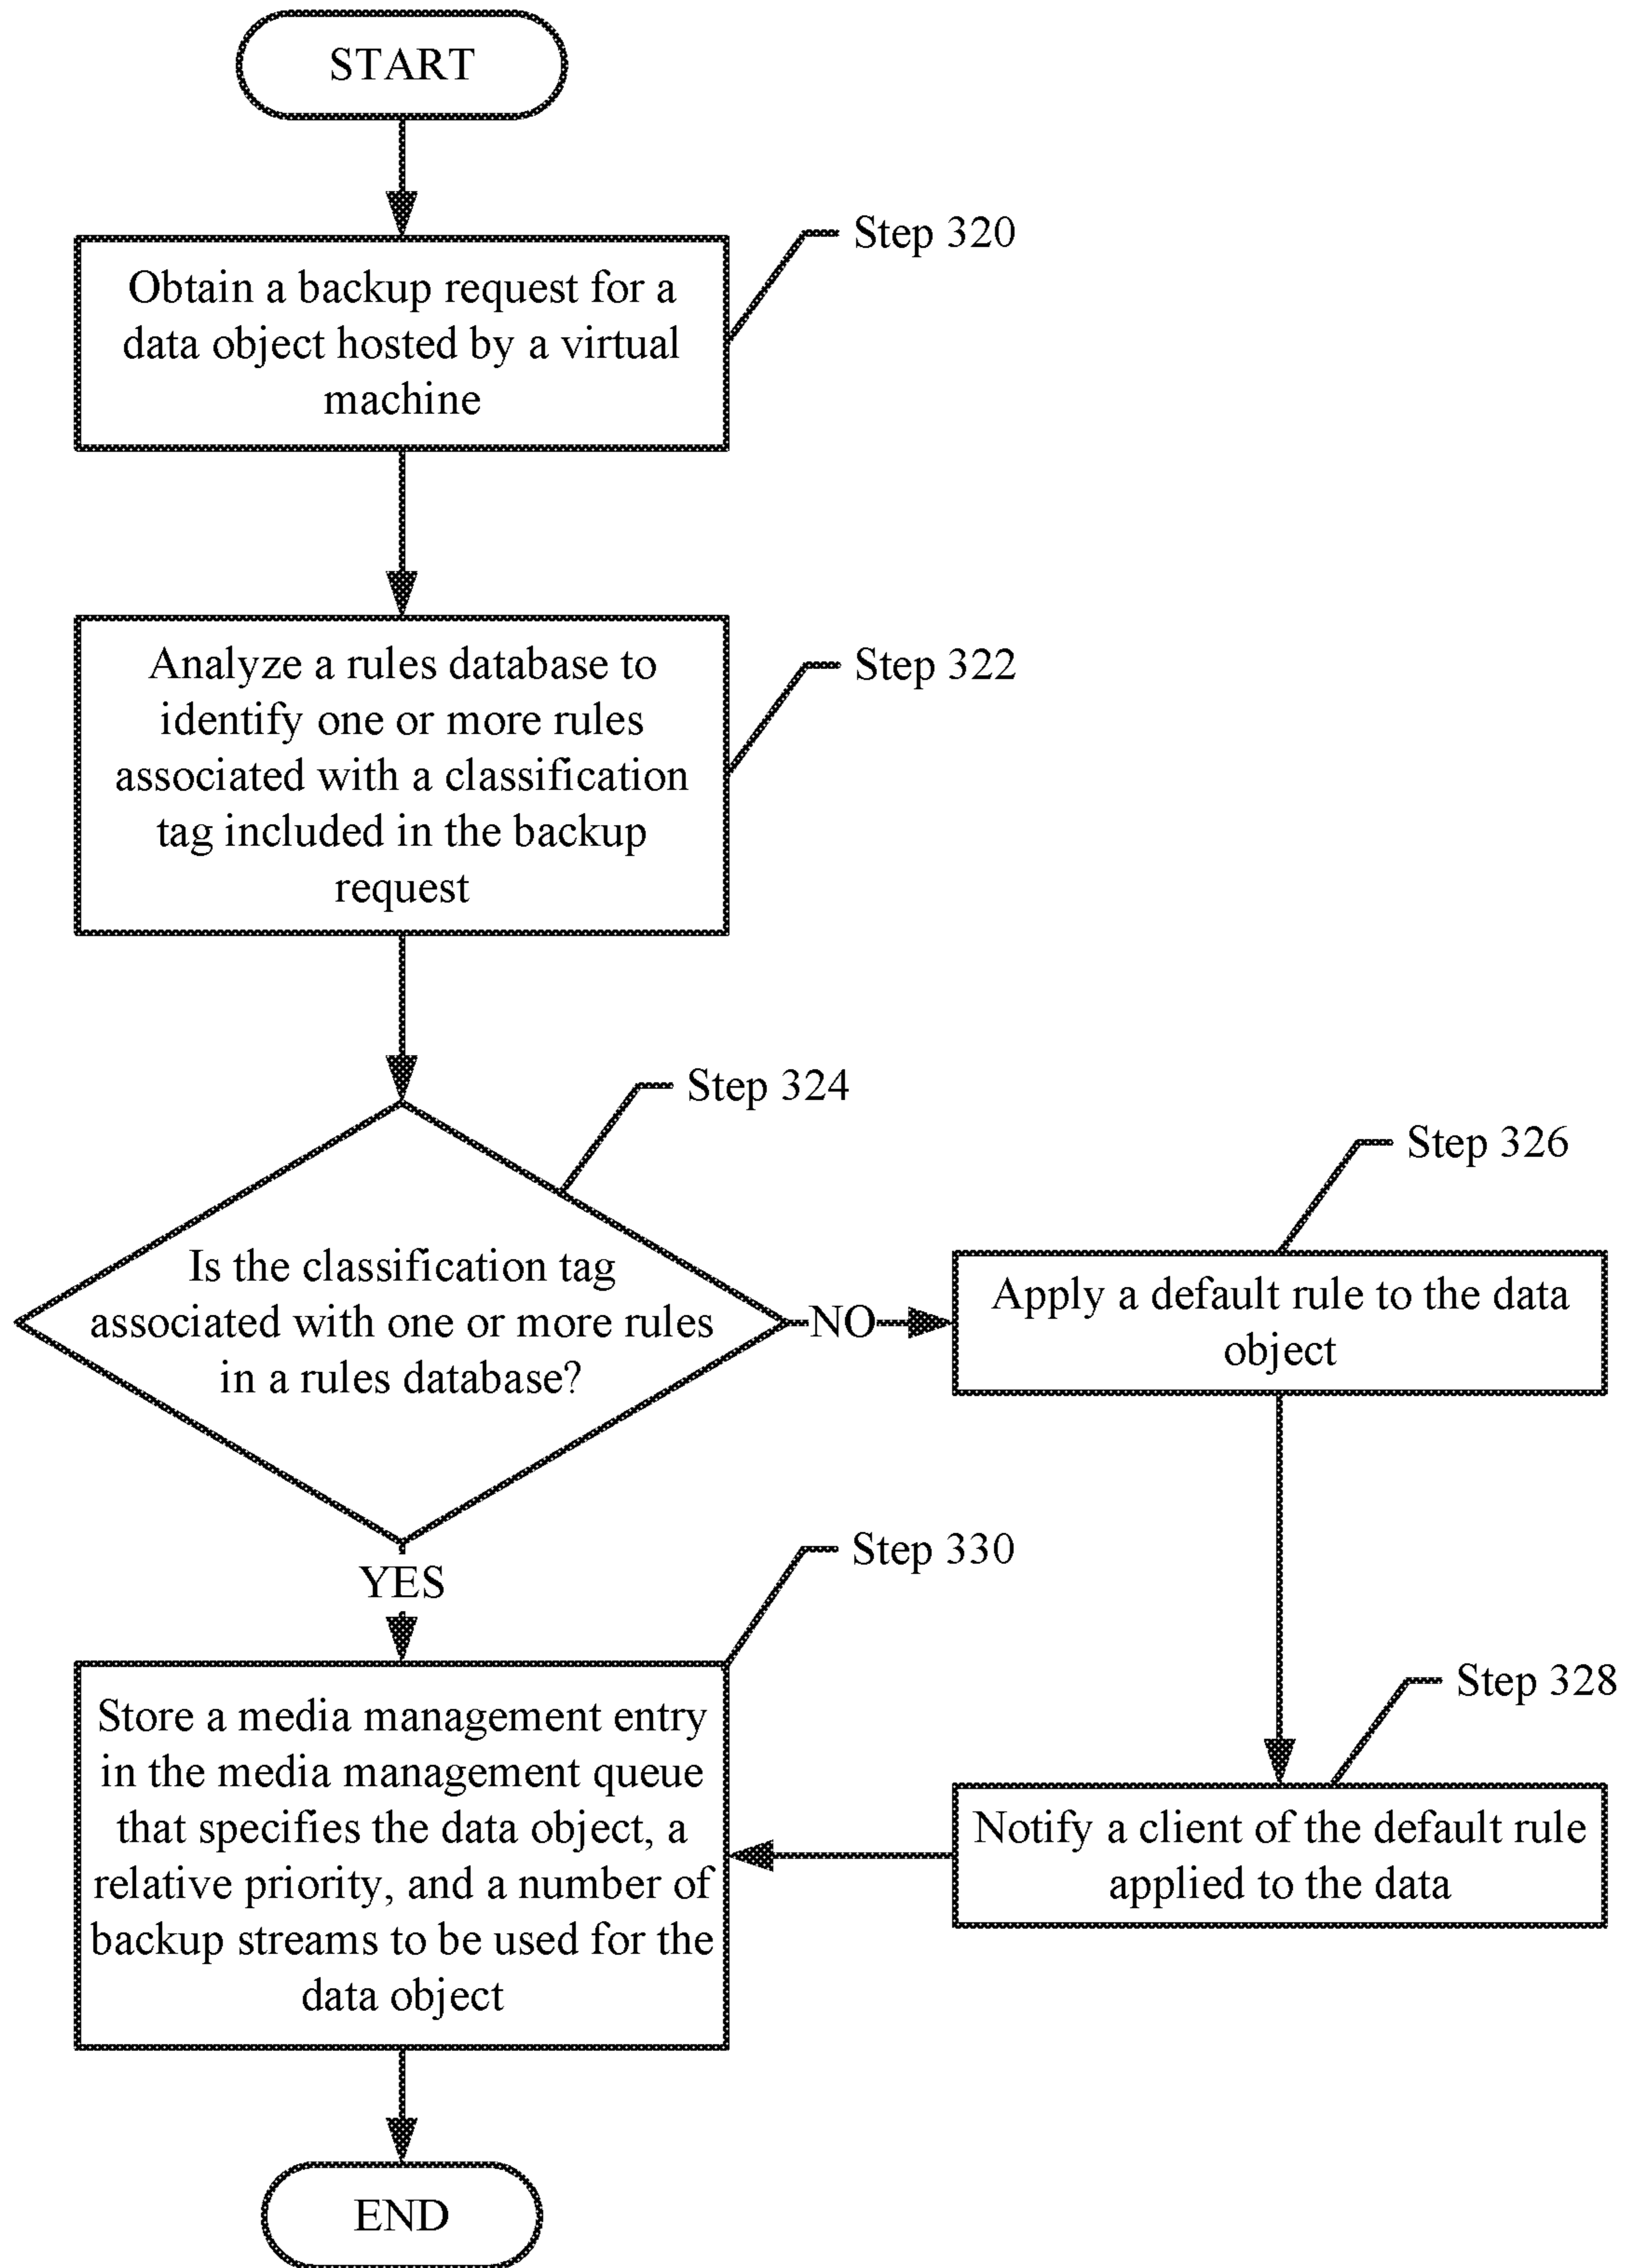 START
Step 320
Obtain a backup request for a
data object hosted by a virtual
machine
Step 322
Analyze a rules database to
identify one or more rules
associated with a classification
tag included in the backup
request
Step 324
Is the classification tag
associated with one or more rules
in a rules database?
NO
Step 326
Apply a default rule to the data
object
YES
Step 328
Notify a client of the default rule
applied to the data
Step 330
Store a media management entry
in the media management queue
that specifies the data object, a
relative priority, and a number of
backup streams to be used for the
data object
END